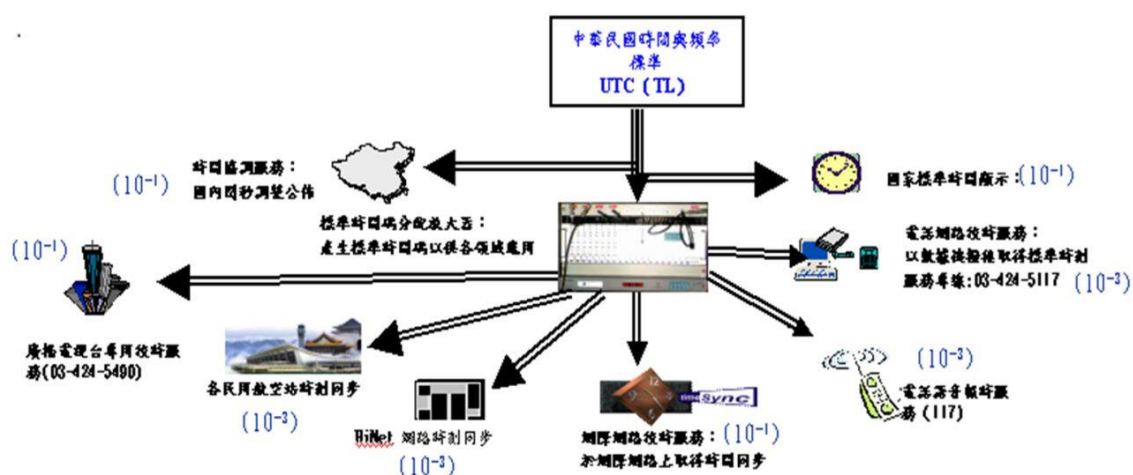 中華民國時間與頻率
標準
UTC (TL)
時間協調服務：
國內閏秒調整公佈
(10⁻¹)
國家標準時間顯示：(10⁻¹)
標準時間碼分配放大器：
產生標準時間碼以供各領域應用
電話網路校時服務：
以數據機撥接取得標準時刻
服務專線:03-424-5117
(10⁻³)
(10⁻¹)
廣播電視台專用校時服
務(03-424-5490)
各民用航空站時刻同步
(10⁻³)
HiNet 網路時刻同步
(10⁻³)
time Sync
網際網路校時服務：(10⁻¹)
於網際網路上取得時間同步
(10⁻³)
電話語音報時服
務 (117)